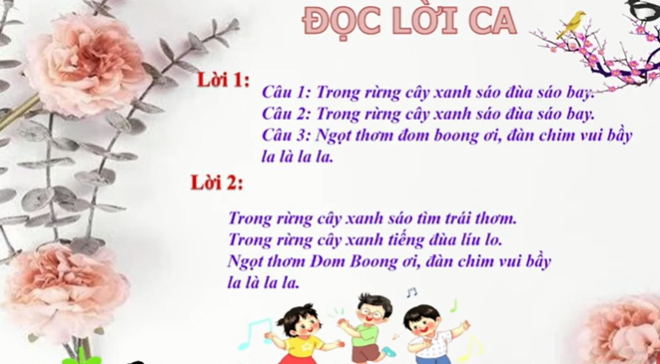 ĐỌC LỜI CA
Lời 1:
Câu 1: Trong rừng cây xanh sáo đùa sáo bay.
Câu 2: Trong rừng cây xanh sáo đùa sáo bay.
Câu 3: Ngọt thơm đom boong ơi, đàn chim vui bầy
la là la la.
Lời 2:
Trong rừng cây xanh sáo tìm trái thơm.
Trong rừng cây xanh tiếng đùa líu lo.
Ngọt thơm Đom Boong ơi, đàn chim vui bầy
la là la la.